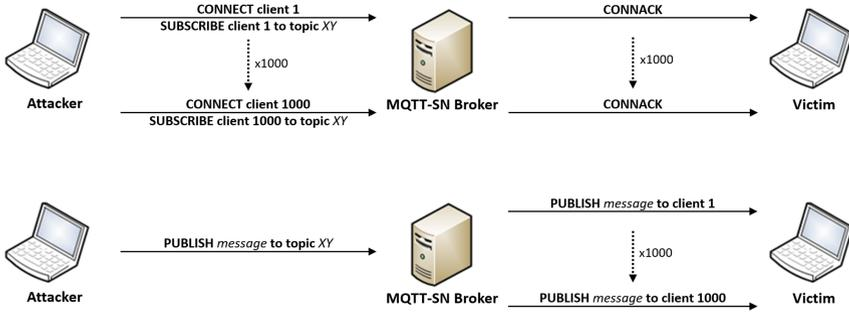 CONNECT client 1
SUBSCRIBE client 1 to topic XY
CONNACK
x1000
x1000
CONNECT client 1000
SUBSCRIBE client 1000 to topic XY
CONNACK
Attacker
MQTT-SN Broker
Victim
PUBLISH message to client 1
PUBLISH message to topic XY
x1000
PUBLISH message to client 1000
Attacker
MQTT-SN Broker
Victim